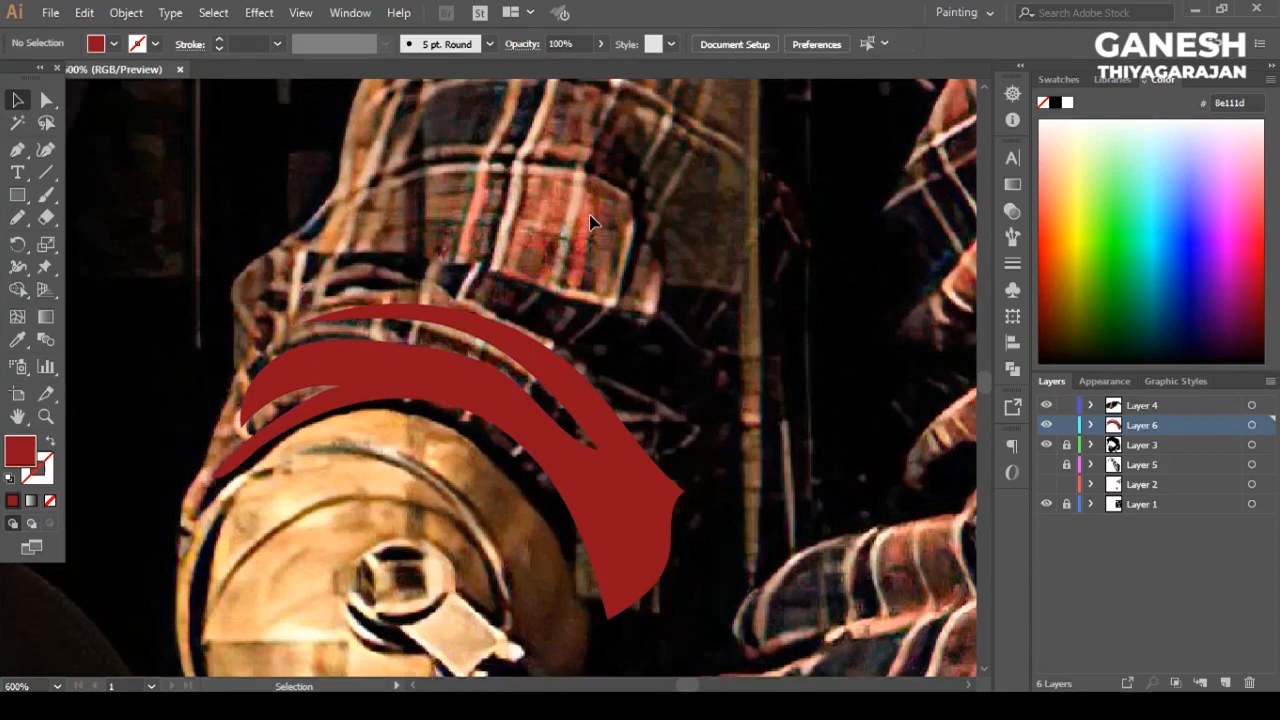 Ai File Edit Object Type Select Effect View Window Help Br St Painting Search Adobe Stock
No Selection Stroke: 5 pt. Round Opacity: 100% Style: Document Setup Preferences
GANESH
THIYAGARAJAN
600% (RGB/Preview) × Swatches Libraries Color
# 8e111d
Layers Appearance Graphic Styles
Layer 4
Layer 6
Layer 3
Layer 5
Layer 2
Layer 1
600% 1 Selection 6 Layers